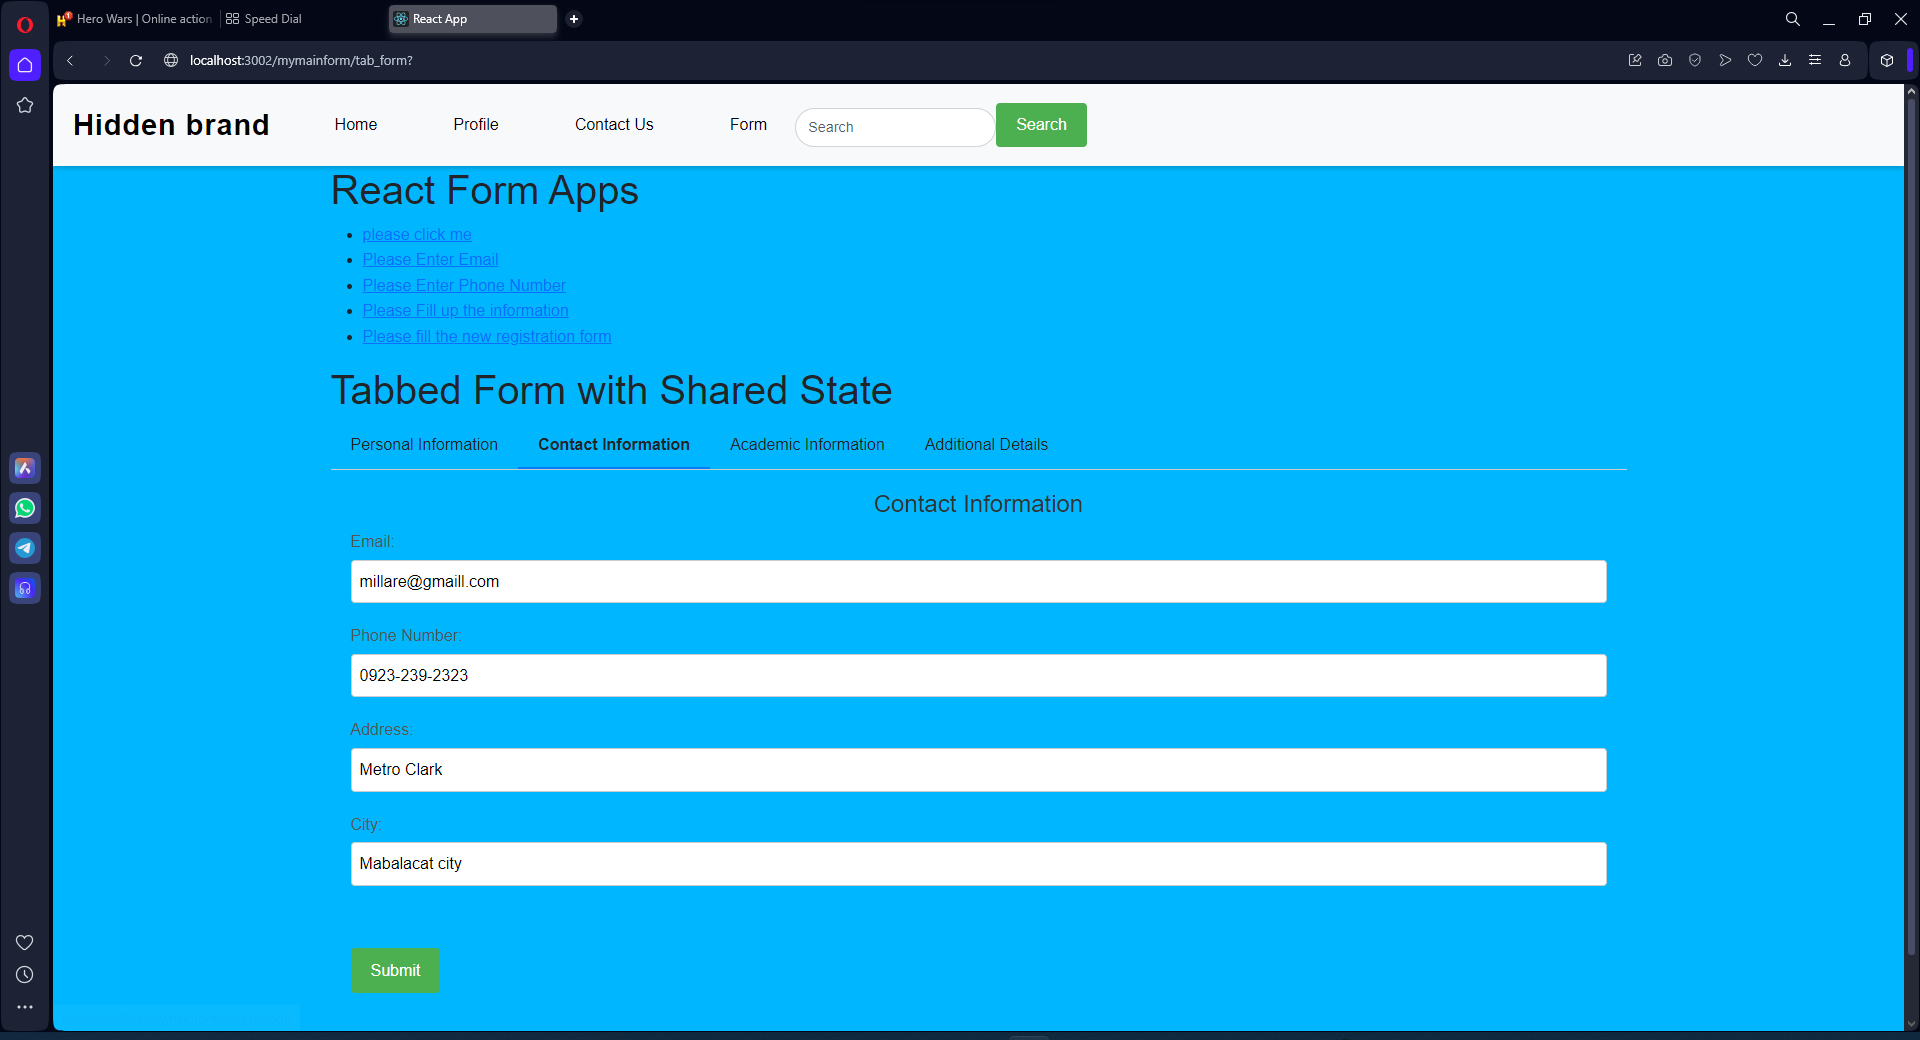 Hero Wars | Online action
Speed Dial
React App
localhost:3002/mymainform/tab_form?
Hidden brand
Home
Profile
Contact Us
Form
Search
Search
React Form Apps
please click me
Please Enter Email
Please Enter Phone Number
Please Fill up the information
Please fill the new registration form
Tabbed Form with Shared State
Personal Information
Contact Information
Academic Information
Additional Details
Contact Information
Email:
millare@gmaill.com
Phone Number:
0923-239-2323
Address:
Metro Clark
City:
Mabalacat city
Submit